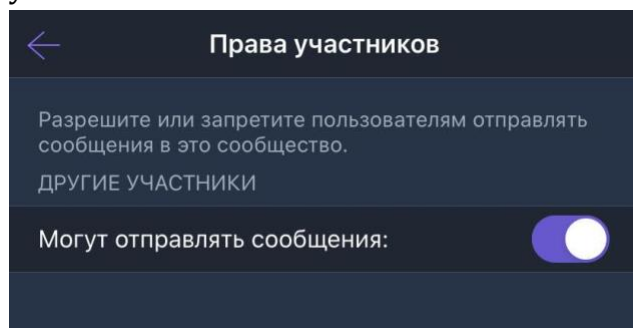 Права участников
Разрешите или запретите пользователям отправлять
сообщения в это сообщество.
ДРУГИЕ УЧАСТНИКИ
Могут отправлять сообщения: